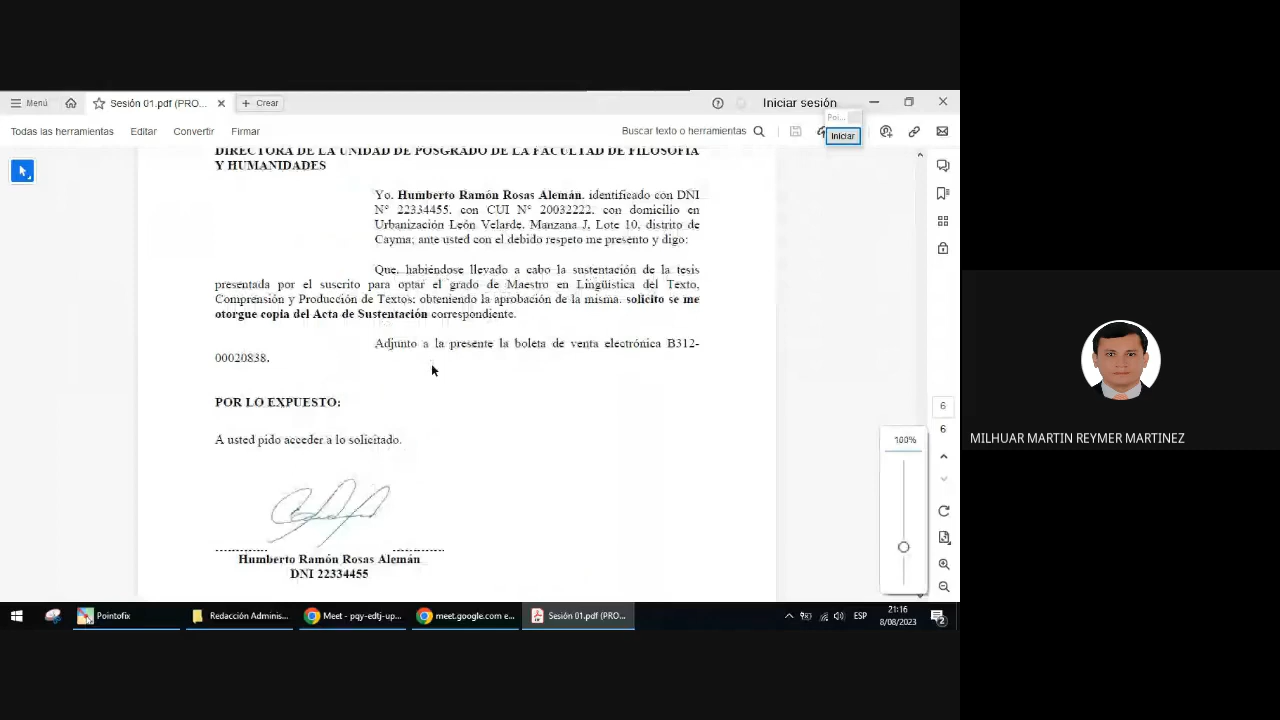 Menú
Sesión 01.pdf (PRO...
Crear
Iniciar sesión
Todas las herramientas
Editar
Convertir
Firmar
Buscar texto o herramientas
Poi...
Iniciar
DIRECTORA DE LA UNIDAD DE POSGRADO DE LA FACULTAD DE FILOSOFIA
Y HUMANIDADES
Yo. Humberto Ramón Rosas Alemán. identificado con DNI
N° 22334455. con CUI N° 20032222. con domicilio en
Urbanización León Velarde. Manzana J, Lote 10, distrito de
Cayma; ante usted con el debido respeto me presento y digo:
Que. habiéndose llevado a cabo la sustentación de la tesis
presentada por el suscrito para optar el grado de Maestro en Lingüística del Texto,
Comprensión y Producción de Textos; obteniendo la aprobación de la misma. solicito se me
otorgue copia del Acta de Sustentación correspondiente.
Adjunto a la presente la boleta de venta electrónica B312-
00020838.
POR LO EXPUESTO:
A usted pido acceder a lo solicitado.
Humberto Ramón Rosas Alemán
DNI 22334455
6
6
100%
MILHUAR MARTIN REYMER MARTINEZ
Pointofix
Redacción Adminis...
Meet - pqy-edtj-up...
meet.google.com e...
Sesión 01.pdf (PRO...
ESP
21:16
8/08/2023
2